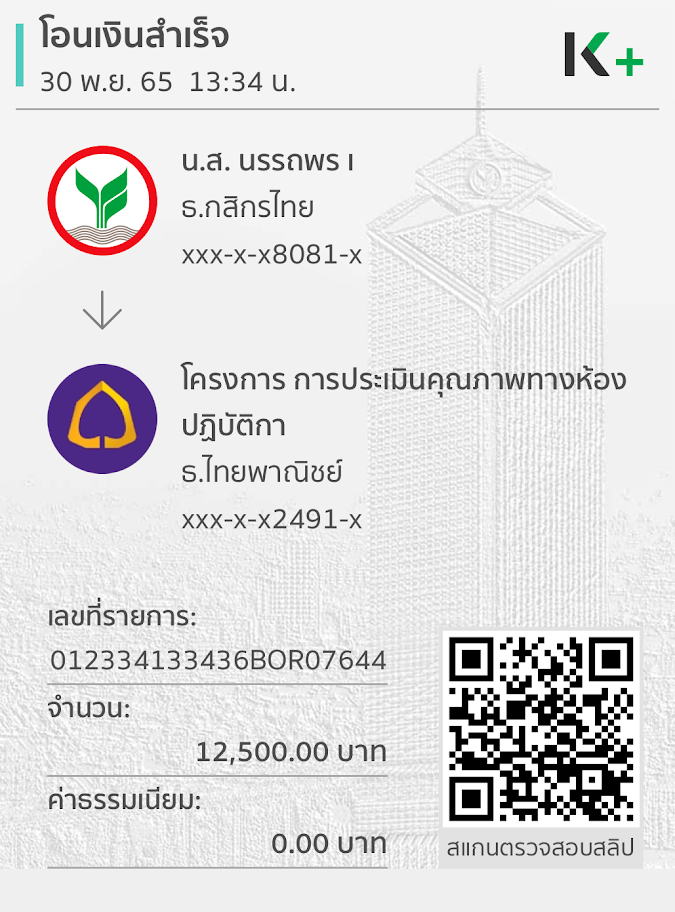 โอนเงินสำเร็จ
30 พ.ย. 65 13:34 น.
K+
น.ส. นรรถพร เ
ธ.กสิกรไทย
xxx-x-x8081-x
โครงการ การประเมินคุณภาพทางห้อง
ปฏิบัติกา
ธ.ไทยพาณิชย์
xxx-x-x2491-x
เลขที่รายการ:
012334133436BOR07644
จำนวน:
12,500.00 บาท
ค่าธรรมเนียม:
0.00 บาท
สแกนตรวจสอบสลิป